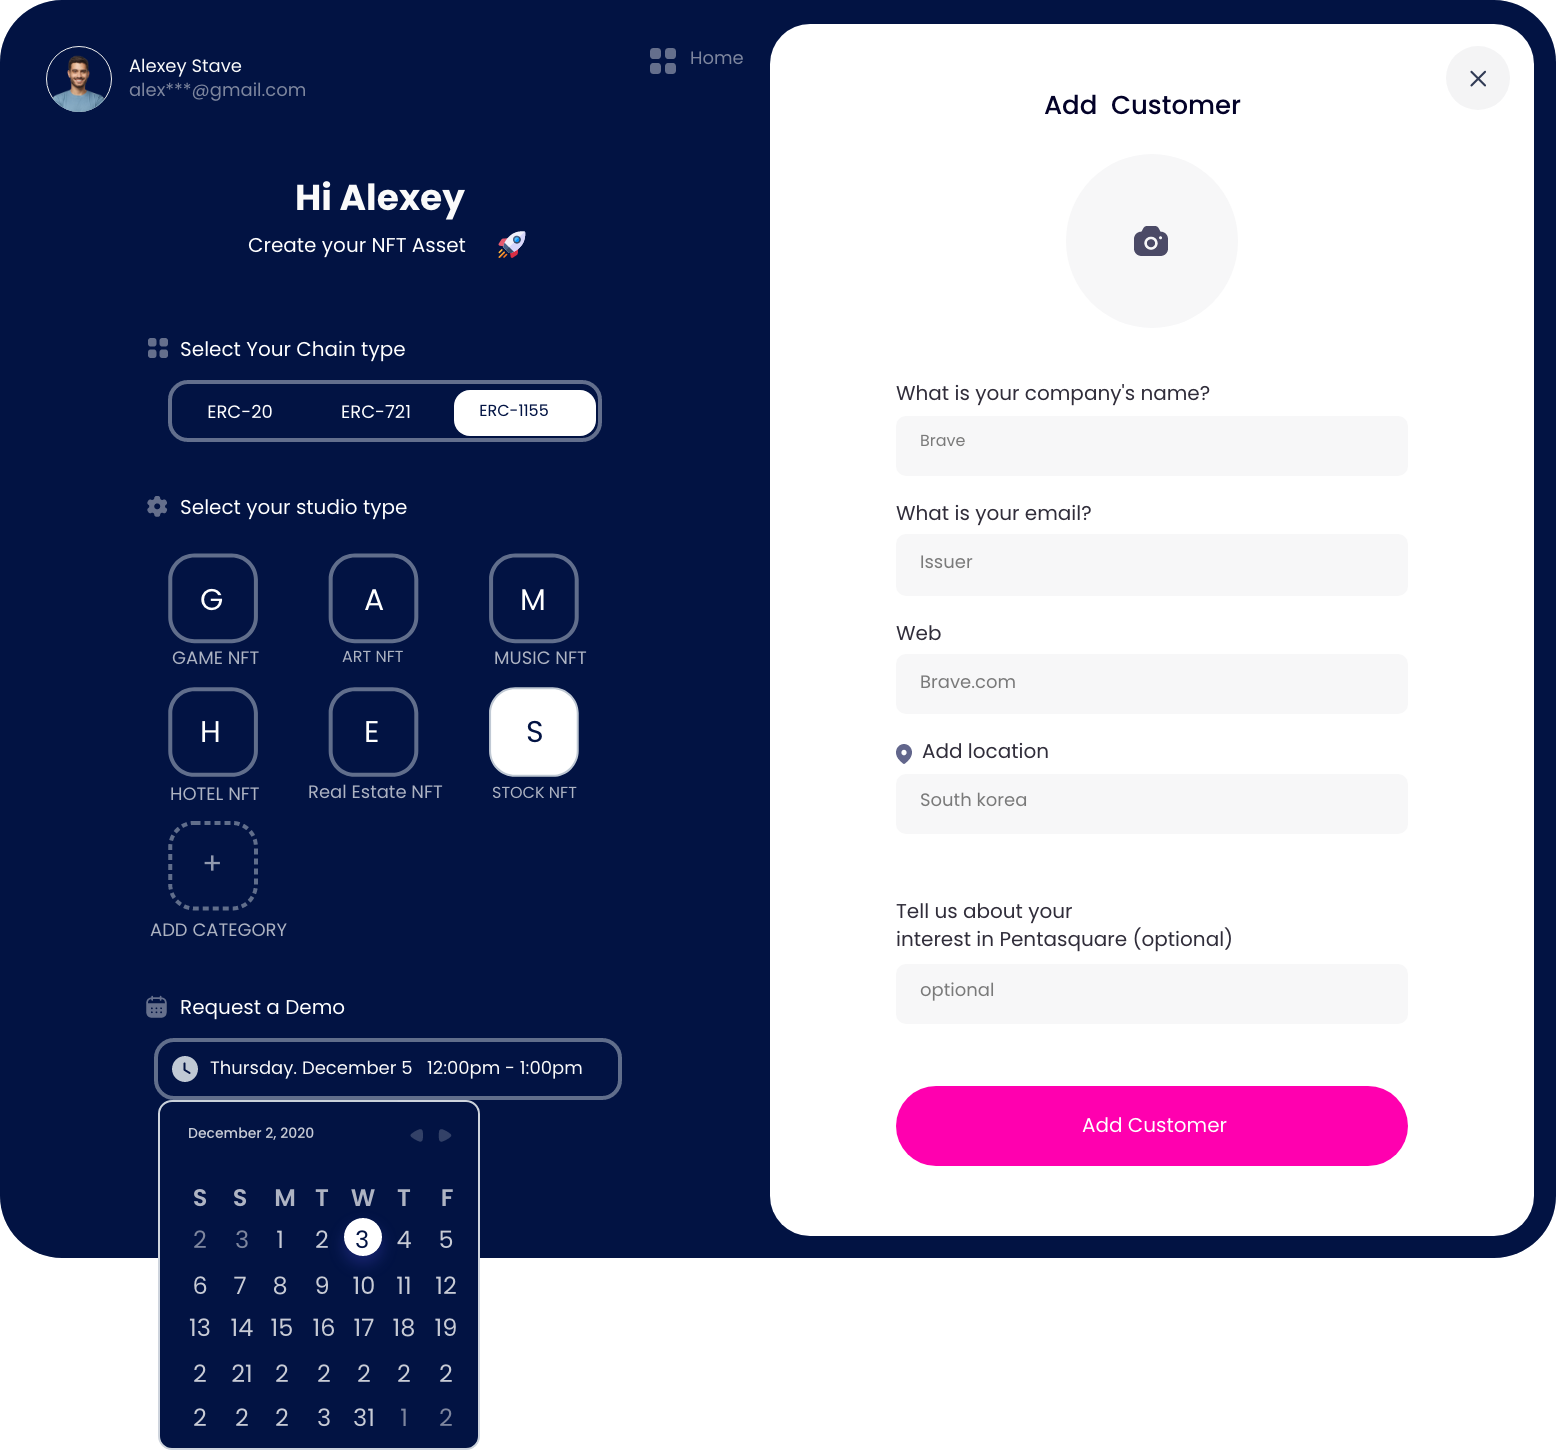 Alexey Stave
alex***@gmail.com
Home
Hi Alexey
Create your NFT Asset
Select Your Chain type
ERC-20 ERC-721 ERC-1155
Select your studio type
G A M
GAME NFT ART NFT MUSIC NFT
H E S
HOTEL NFT Real Estate NFT STOCK NFT
+
ADD CATEGORY
Request a Demo
Thursday. December 5 12:00pm - 1:00pm
December 2, 2020
S S M T W T F
2 3 1 2 3 4 5
6 7 8 9 10 11 12
13 14 15 16 17 18 19
2 21 2 2 2 2 2
2 2 2 3 31 1 2
Add Customer
What is your company's name?
Brave
What is your email?
Issuer
Web
Brave.com
Add location
South korea
Tell us about your
interest in Pentasquare (optional)
optional
Add Customer